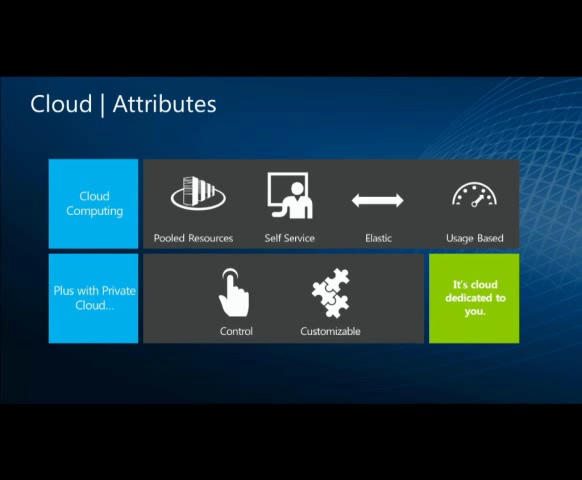 Cloud | Attributes
Cloud
Computing
Pooled Resources
Self Service
Elastic
Usage Based
Plus with Private
Cloud...
Control
Customizable
It's cloud
dedicated to
you.